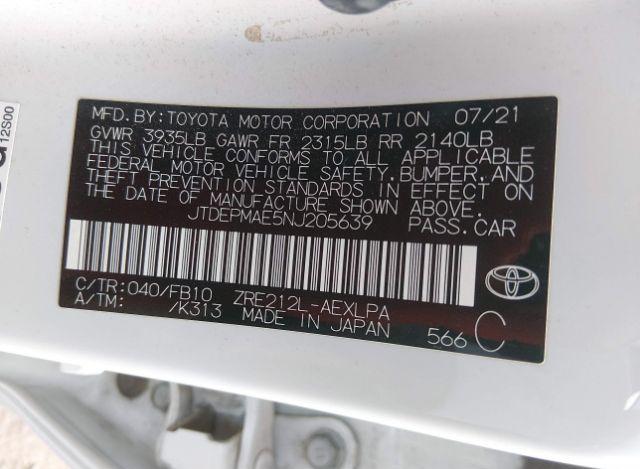 MFD.BY:TOYOTA MOTOR CORPORATION 07/21
GVWR 3935LB GAWR FR 2315LB RR 2140LB
THIS VEHICLE CONFORMS TO ALL APPLICABLE
FEDERAL MOTOR VEHICLE SAFETY,BUMPER,AND
THEFT PREVENTION STANDARDS IN EFFECT ON
THE DATE OF MANUFACTURE SHOWN ABOVE.
JTDEPMAE5NJ205639 PASS.CAR
C/TR:040/FB10 ZRE212L-AEXLPA
A/TM: /K313 MADE IN JAPAN 566 C
12S00